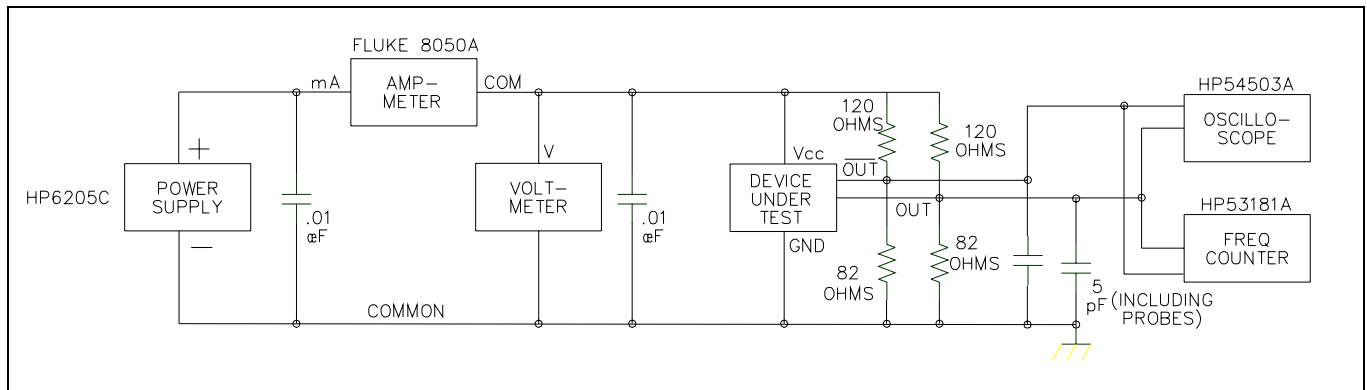 FLUKE 8050A
mA
AMP-
METER
COM
HP6205C
+
POWER
SUPPLY
—
.01
œF
V
VOLT-
METER
.01
œF
COMMON
Vcc
DEVICE
UNDER
TEST
GND
120
OHMS
120
OHMS
OUT
OUT
82
OHMS
82
OHMS
5
pF (INCLUDING
PROBES)
HP54503A
OSCILLO-
SCOPE
HP53181A
FREQ
COUNTER